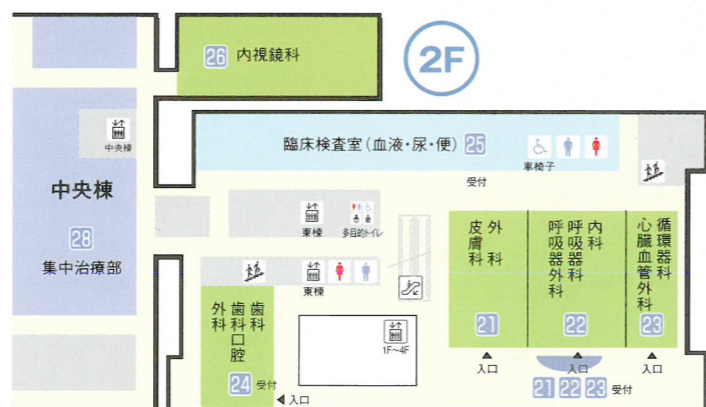 26 内視鏡科
2F
中央棟
臨床検査室(血液・尿・便) 25
車椅子
受付
中央棟
28
集中治療部
東棟
多目的トイレ
東棟
外科
皮膚科
21
内科
呼吸器科
呼吸器外科
22
循環器科
心臓血管外科
23
歯科
歯科口腔
外科
24 受付
入口
1F~4F
入口
入口
入口
21 22 23 受付